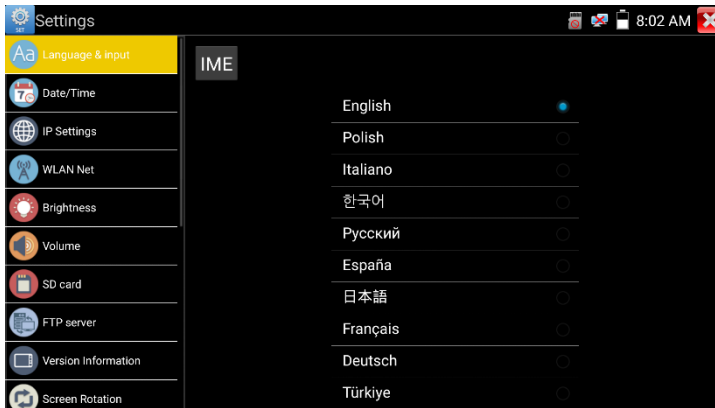 Settings
8:02 AM
SET
Aa Language & input
IME
7 Date/Time
IP Settings
WLAN Net
Brightness
Volume
SD card
FTP server
Version Information
Screen Rotation
English
Polish
Italiano
한국어
Русский
España
日本語
Français
Deutsch
Türkiye